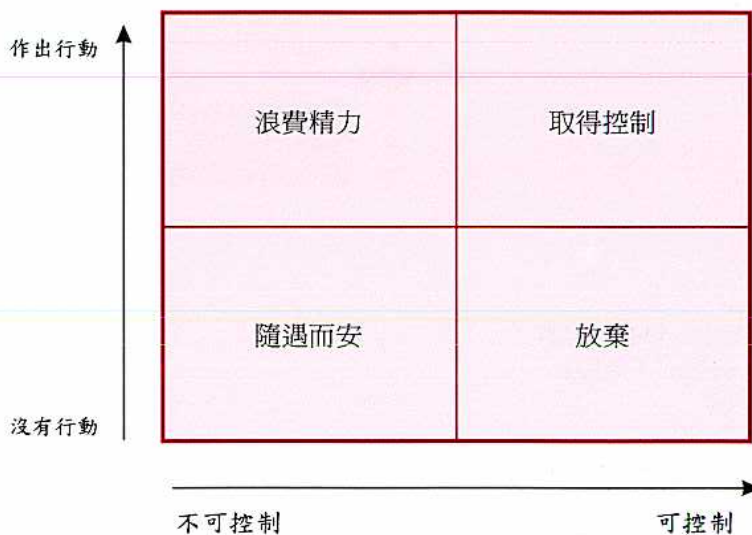 作出行動
浪費精力
取得控制
隨遇而安
放棄
沒有行動
不可控制
可控制